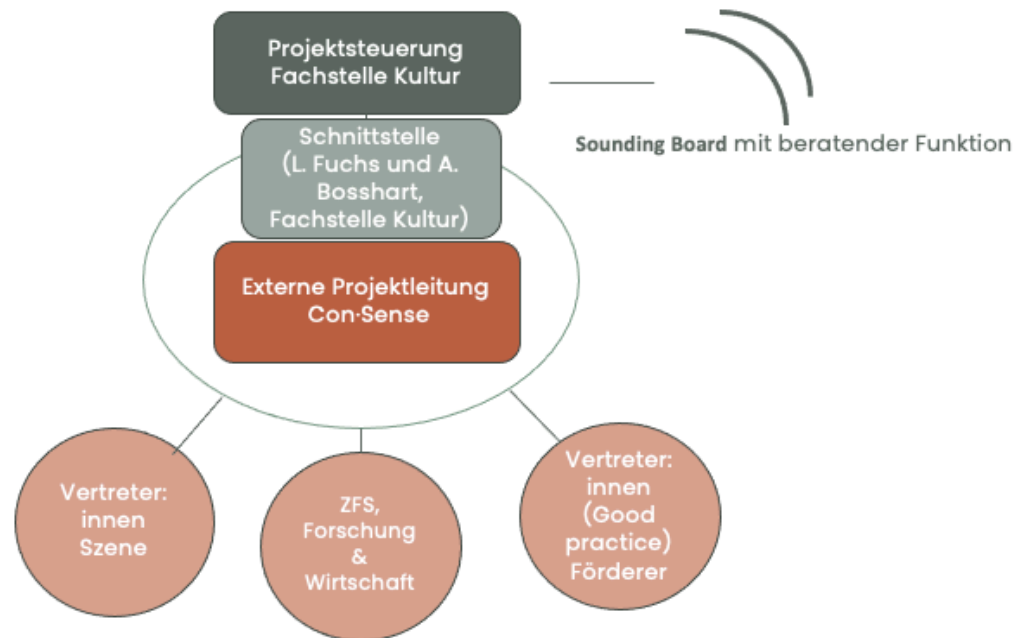 Projektsteuerung
Fachstelle Kultur
Schnittstelle
(L. Fuchs und A.
Bosshart,
Fachstelle Kultur)
Sounding Board mit beratender Funktion
Externe Projektleitung
Con·Sense
Vertreter:
innen
Szene
ZFS,
Forschung
&
Wirtschaft
Vertreter:
innen
(Good
practice)
Förderer